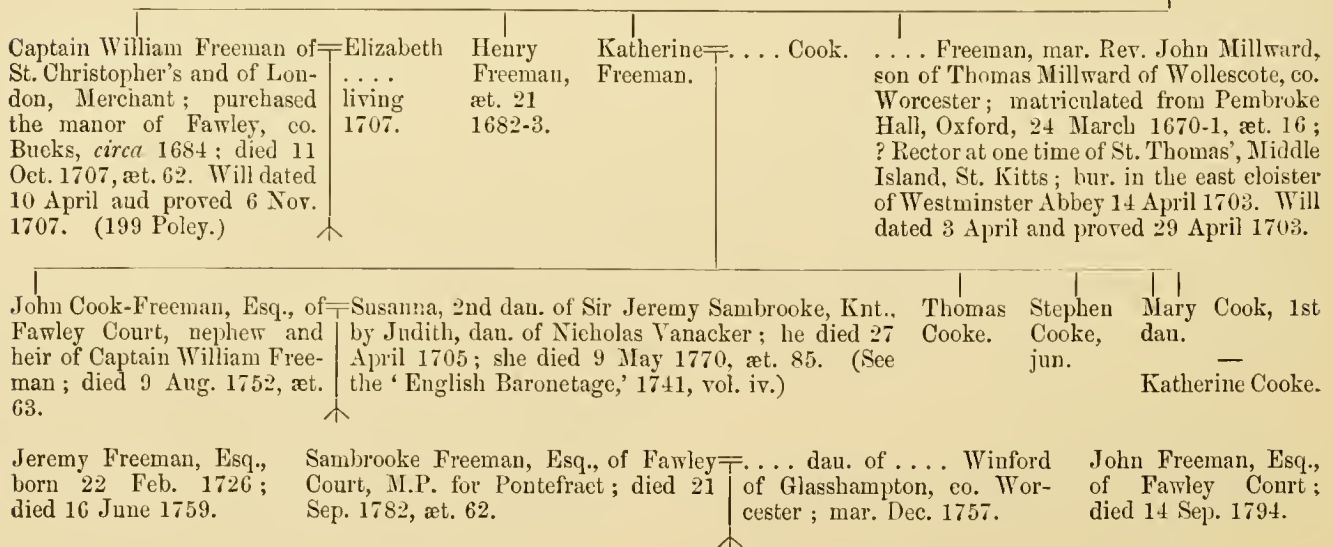 Captain William Freeman of
St. Christopher's and of Lon-
don, Merchant; purchased
the manor of Fawley, co.
Bucks, circa 1684; died 11
Oct. 1707, æt. 62. Will dated
10 April and proved 6 Nov.
1707. (199 Poley.)
Elizabeth
. . . .
living
1707.
Henry
Freeman,
æt. 21
1682-3.
Katherine
Freeman.
. . . . Cook.
. . . . Freeman, mar. Rev. John Millward,
son of Thomas Millward of Wollescote, co.
Worcester; matriculated from Pembroke
Hall, Oxford, 24 March 1670-1, æt. 16;
? Rector at one time of St. Thomas', Middle
Island, St. Kitts; bur. in the east cloister
of Westminster Abbey 14 April 1703. Will
dated 3 April and proved 29 April 1703.
John Cook-Freeman, Esq., of
Fawley Court, nephew and
heir of Captain William Free-
man; died 9 Aug. 1752, æt.
63.
Susanna, 2nd dau. of Sir Jeremy Sambrooke, Knt.,
by Judith, dau. of Nicholas Vanacker; he died 27
April 1705; she died 9 May 1770, æt. 85. (See
the 'English Baronetage,' 1741, vol. iv.)
Thomas
Cooke.
Stephen
Cooke,
jun.
Mary Cook, 1st
dau.
—
Katherine Cooke.
Jeremy Freeman, Esq.,
born 22 Feb. 1726;
died 16 June 1759.
Sambrooke Freeman, Esq., of Fawley
Court, M.P. for Pontefract; died 21
Sep. 1782, æt. 62.
. . . . dau. of . . . . Winford
of Glasshampton, co. Wor-
cester; mar. Dec. 1757.
John Freeman, Esq.,
of Fawley Court;
died 14 Sep. 1794.